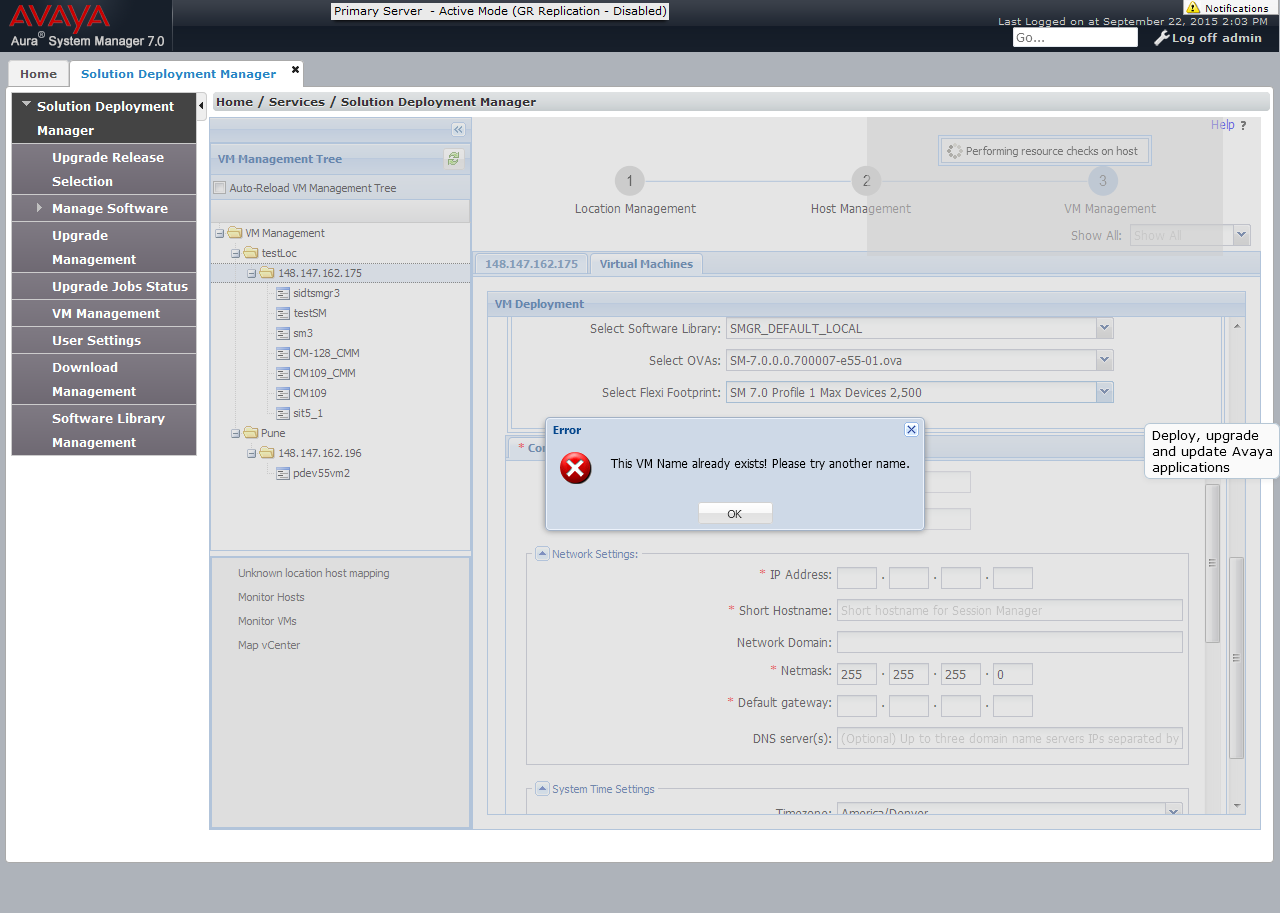 AVAYA
Aura® System Manager 7.0
Primary Server - Active Mode (GR Replication - Disabled)
Notifications
Last Logged on at September 22, 2015 2:03 PM
Go...
Log off admin
Home
Solution Deployment Manager
Solution Deployment
Manager
Upgrade Release
Selection
Manage Software
Upgrade
Management
Upgrade Jobs Status
VM Management
User Settings
Download
Management
Software Library
Management
Home / Services / Solution Deployment Manager
Help ?
VM Management Tree
Auto-Reload VM Management Tree
VM Management
testLoc
148.147.162.175
sidtsmgr3
testSM
sm3
CM-128_CMM
CM109_CMM
CM109
sit5_1
Pune
148.147.162.196
pdev55vm2
Unknown location host mapping
Monitor Hosts
Monitor VMs
Map vCenter
Performing resource checks on host
1
2
3
Location Management
Host Management
VM Management
Show All: Show All
148.147.162.175
Virtual Machines
VM Deployment
Select Software Library: SMGR_DEFAULT_LOCAL
Select OVAs: SM-7.0.0.0.700007-e55-01.ova
Select Flexi Footprint: SM 7.0 Profile 1 Max Devices 2,500
Error
This VM Name already exists! Please try another name.
OK
Deploy, upgrade
and update Avaya
applications
Network Settings:
* IP Address: . . .
* Short Hostname: Short hostname for Session Manager
Network Domain:
* Netmask: 255 . 255 . 255 . 0
* Default gateway: . . .
DNS server(s): (Optional) Up to three domain name servers IPs separated by
System Time Settings
Timezone: America/Denver